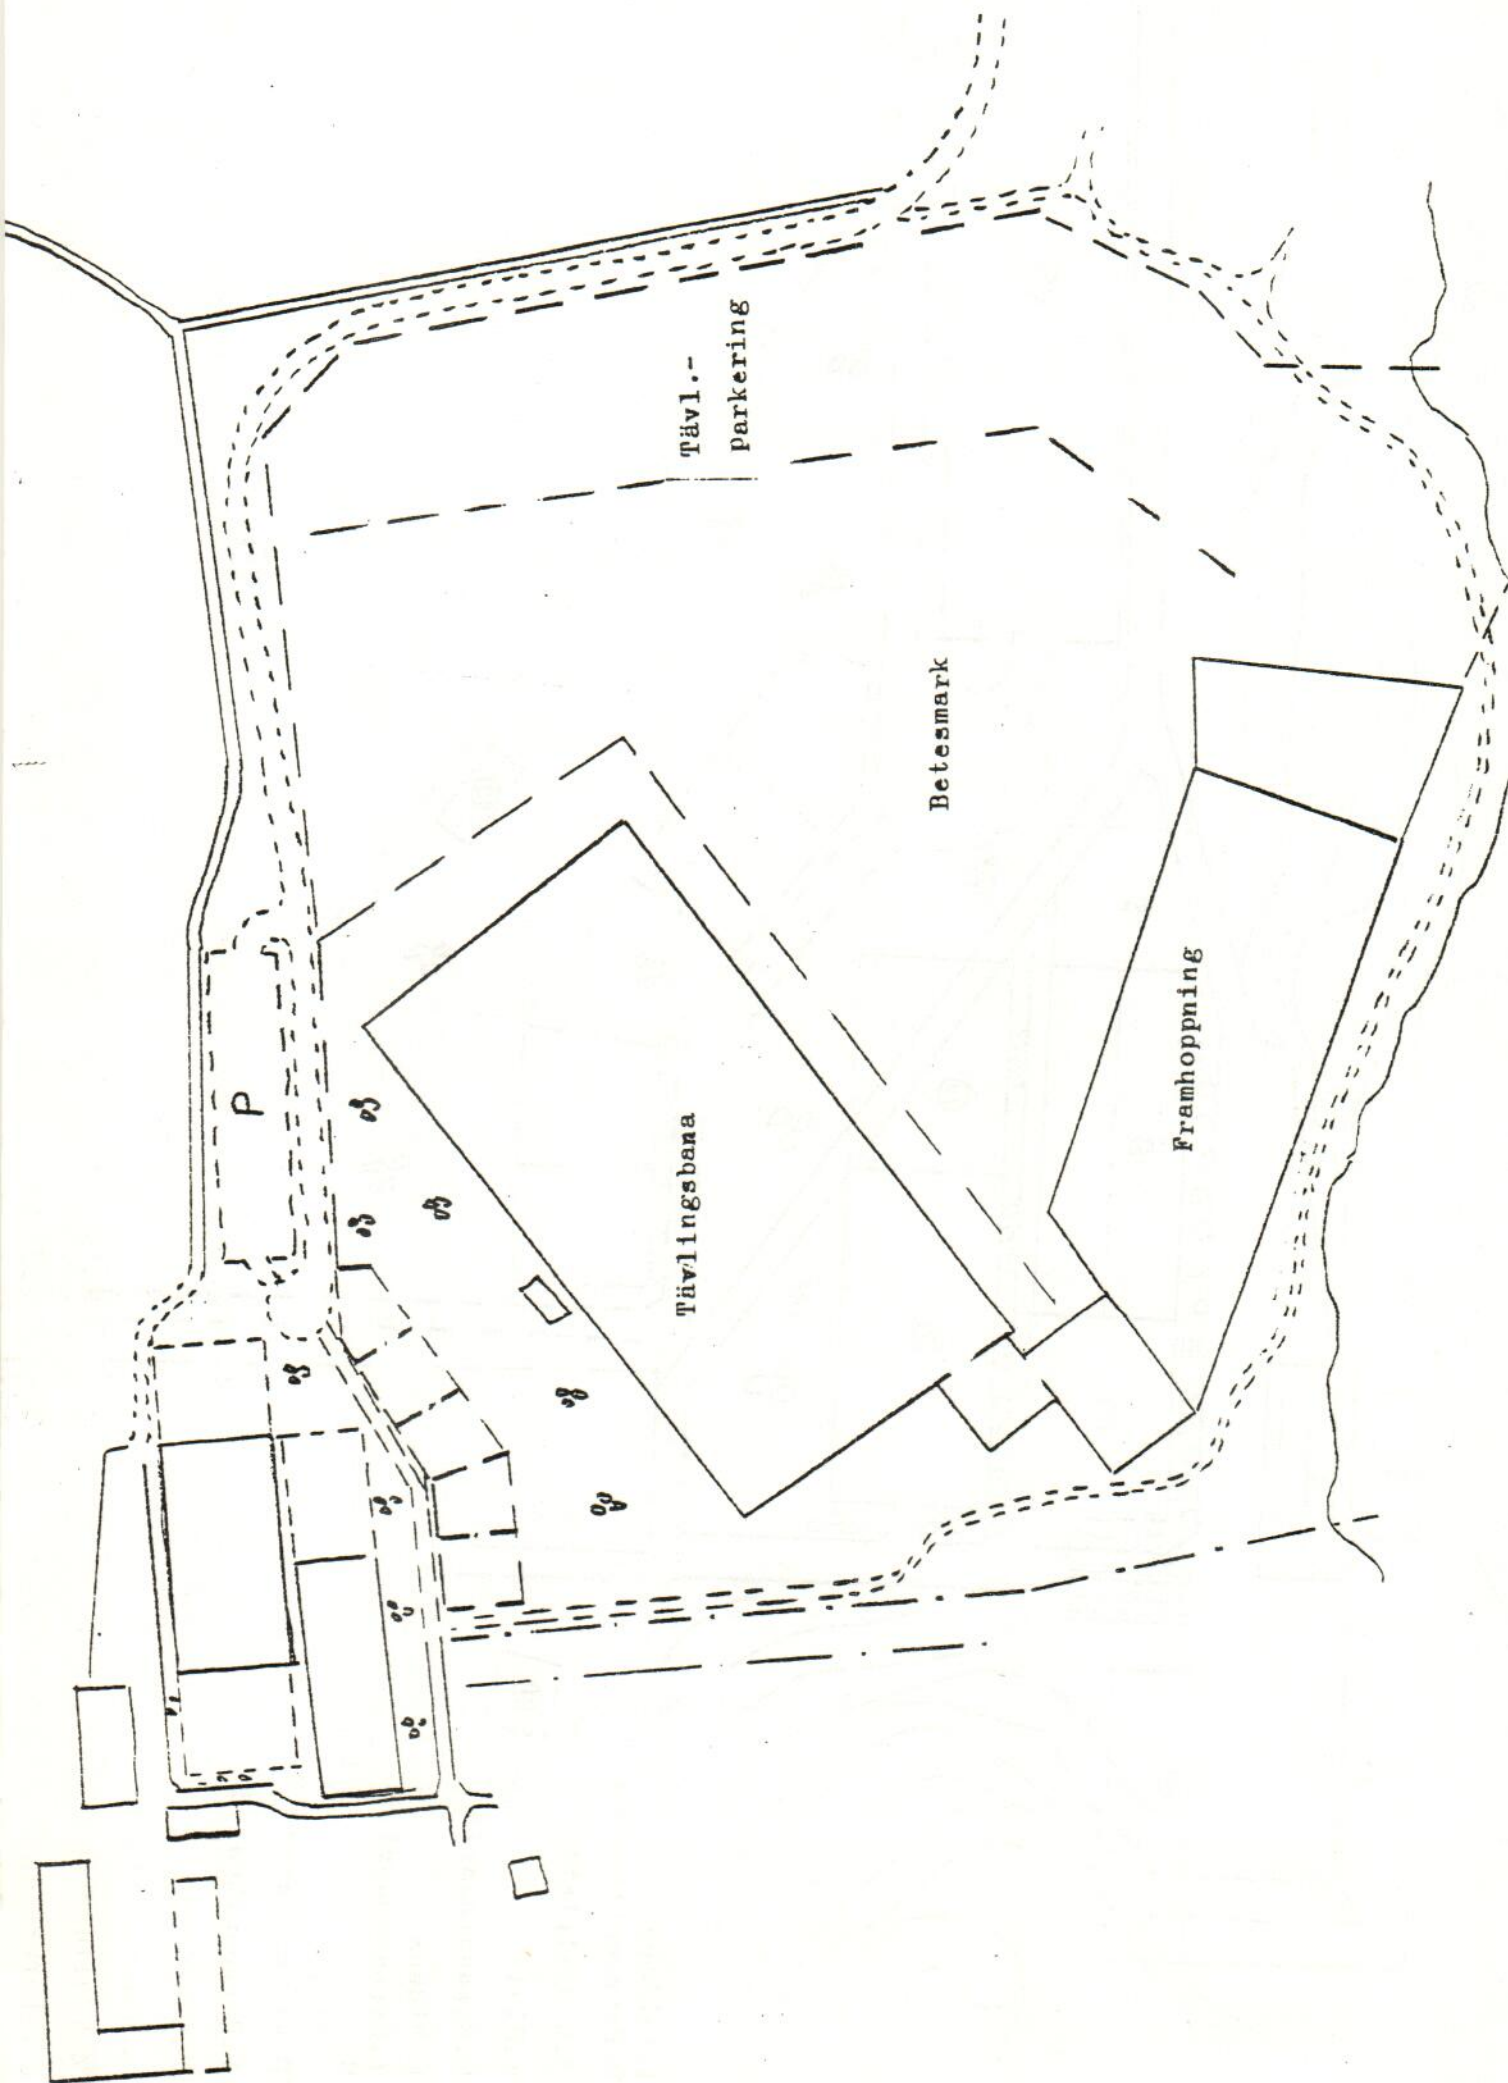 P
Tävl.-
parkering
Betesmark
Tävlingsbana
Framhoppning